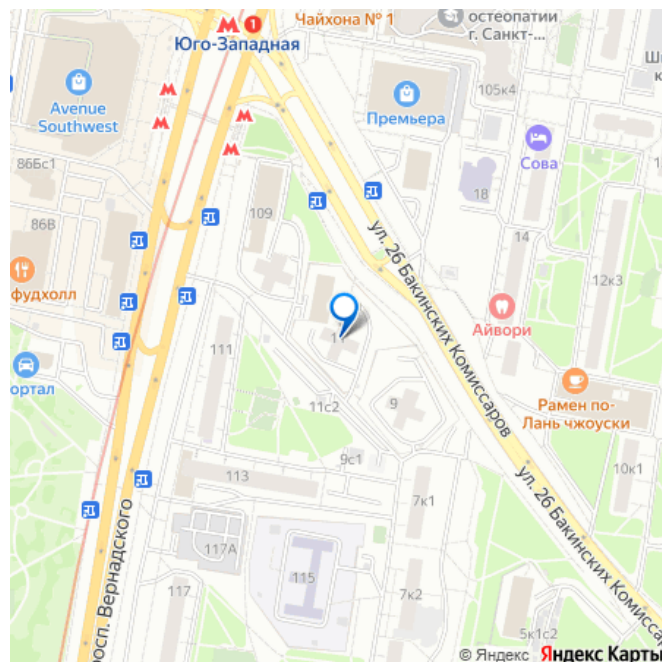 Чайхона № 1
остеопатии
г. Санкт-...
1
Юго-Западная
105к4
Avenue
Southwest
Премьера
86Бс1
Сова
18
109
86В
14
ул. 26 Бакинских Комиссаров
12к3
фудхолл
Айвори
111
11с2
9
Рамен по-
Лань чжоуски
9с1
113
10к1
7к1
ул. 26 Бакинских Комиссаров
просп. Вернадского
117А
115
117
7к2
5к1с2
© Яндекс Яндекс Карты